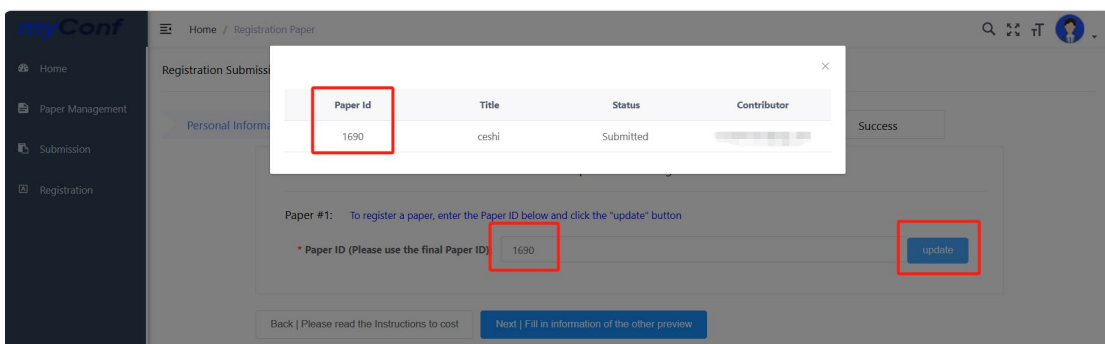 myConf
Home / Registration Paper
Home
Paper Management
Submission
Registration
Registration Submissi
Paper Id Title Status Contributor
1690 ceshi Submitted
Personal Informa
Success
Paper #1: To register a paper, enter the Paper ID below and click the "update" button
* Paper ID (Please use the final Paper ID) 1690 update
Back | Please read the Instructions to cost Next | Fill in information of the other preview